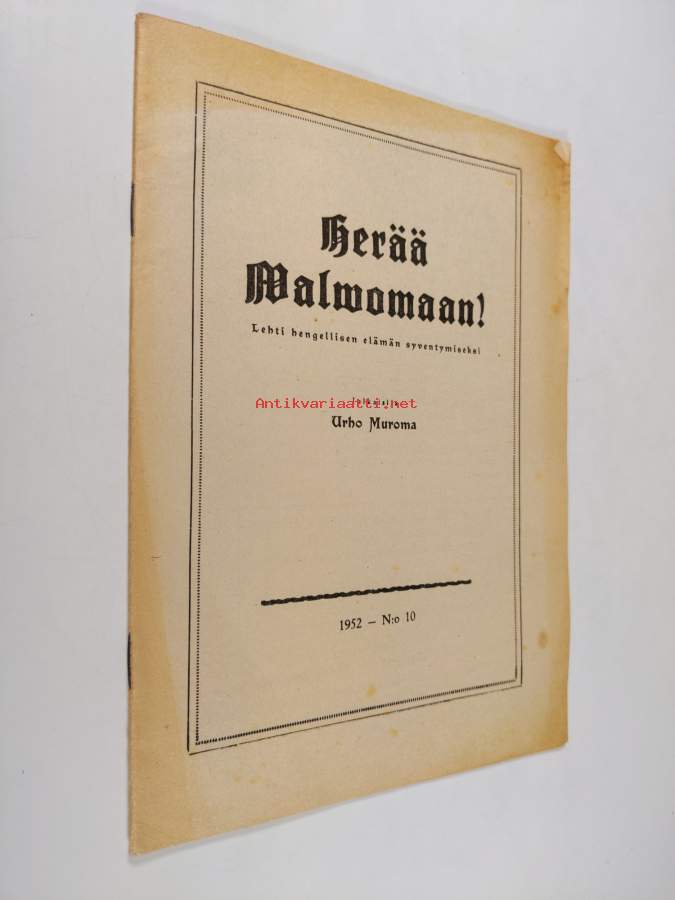 Herää
Walwomaan!
Lehti hengellisen elämän syventymiseksi
Antikvariaatti.net
Urho Muroma
1952 — N:o 10